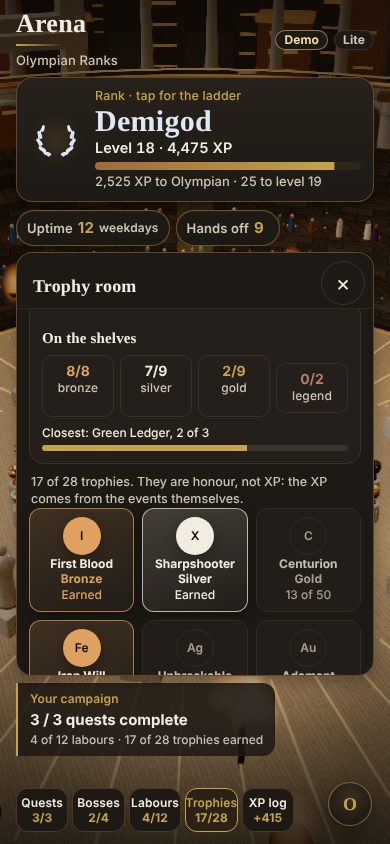 Arena
Olympian Ranks
Demo
Lite
Rank · tap for the ladder
Demigod
Level 18 · 4,475 XP
2,525 XP to Olympian · 25 to level 19
Uptime 12 weekdays
Hands off 9
Trophy room
×
On the shelves
8/8
bronze
7/9
silver
2/9
gold
0/2
legend
Closest: Green Ledger, 2 of 3
17 of 28 trophies. They are honour, not XP: the XP
comes from the events themselves.
I
First Blood
Bronze
Earned
X
Sharpshooter
Silver
Earned
C
Centurion
Gold
13 of 50
Fe
Iron Will
Ag
Unbreakable
Au
Adamant
Your campaign
3 / 3 quests complete
4 of 12 labours · 17 of 28 trophies earned
Quests
3/3
Bosses
2/4
Labours
4/12
Trophies
17/28
XP log
+415
O